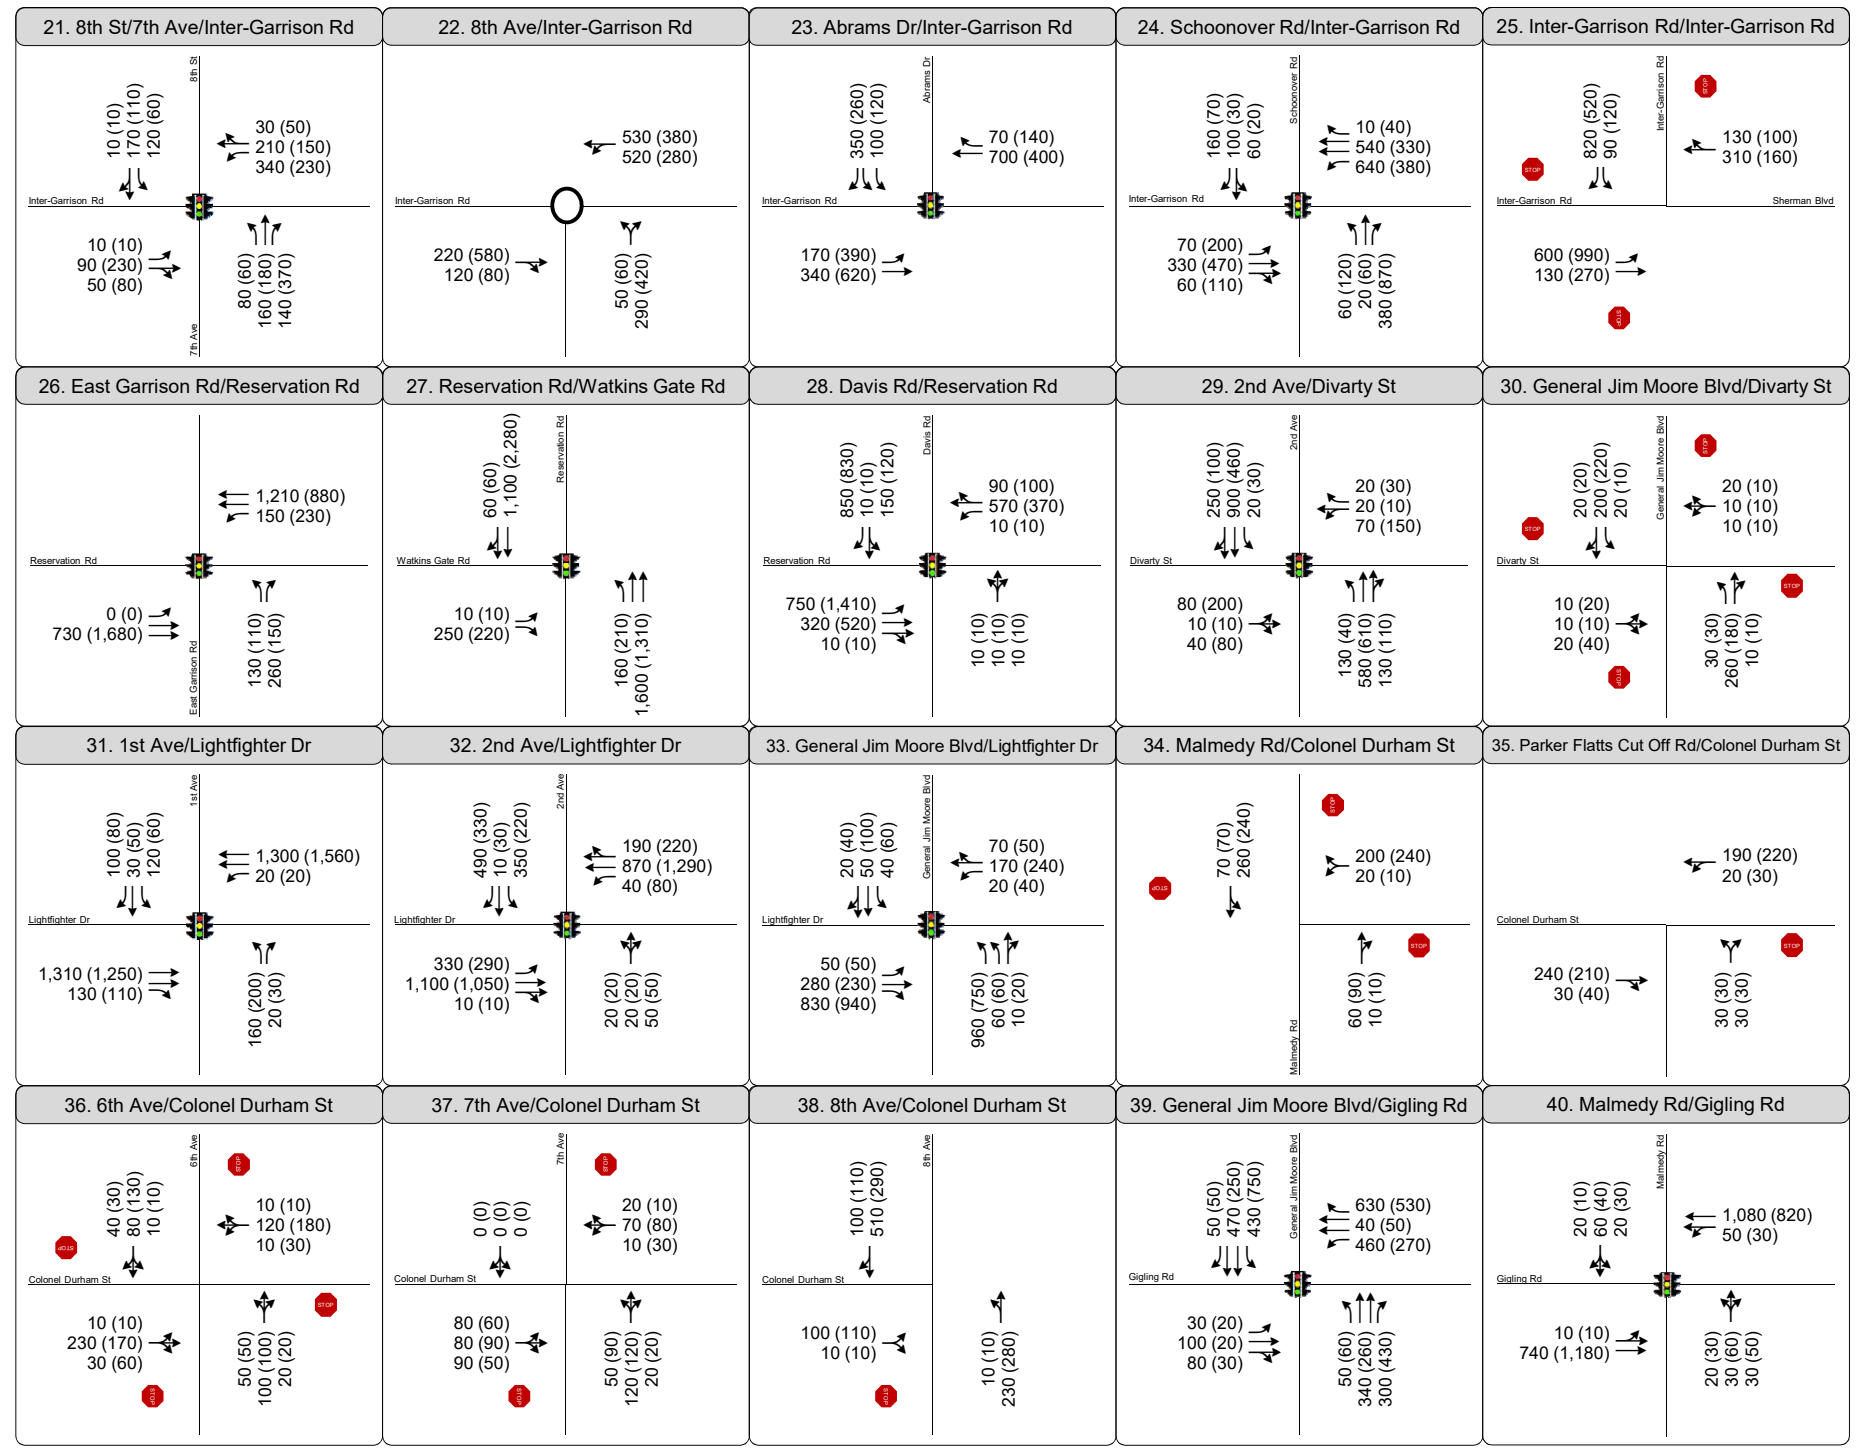 21. 8th St/7th Ave/Inter-Garrison Rd
8th St
10 (10)
170 (10)
120 (60)
30 (50)
210 (150)
340 (230)
Inter-Garrison Rd
10 (10)
90 (230)
50 (80)
80 (60)
160 (180)
140 (370)
7th Ave
22. 8th Ave/Inter-Garrison Rd
530 (380)
520 (280)
Inter-Garrison Rd
220 (580)
120 (80)
50 (60)
290 (420)
23. Abrams Dr/Inter-Garrison Rd
Abrams Dr
350 (260)
100 (120)
70 (140)
700 (400)
Inter-Garrison Rd
170 (390)
340 (620)
24. Schoonover Rd/Inter-Garrison Rd
Schoonover Rd
160 (70)
100 (30)
60 (20)
10 (40)
540 (330)
640 (380)
Inter-Garrison Rd
70 (200)
330 (470)
60 (110)
60 (120)
20 (60)
380 (870)
25. Inter-Garrison Rd/Inter-Garrison Rd
Inter-Garrison Rd
STOP
820 (520)
90 (120)
130 (100)
310 (160)
STOP
Inter-Garrison Rd
Sherman Blvd
600 (990)
130 (270)
STOP
26. East Garrison Rd/Reservation Rd
1,210 (880)
150 (230)
Reservation Rd
0 (0)
730 (1,680)
130 (110)
260 (150)
East Garrison Rd
27. Reservation Rd/Watkins Gate Rd
Reservation Rd
60 (60)
1,100 (2,280)
Watkins Gate Rd
10 (10)
250 (220)
160 (210)
1,600 (1,310)
28. Davis Rd/Reservation Rd
Davis Rd
850 (830)
10 (10)
150 (120)
90 (100)
570 (370)
10 (10)
Reservation Rd
750 (1,410)
320 (520)
10 (10)
10 (10)
10 (10)
10 (10)
29. 2nd Ave/Divarty St
2nd Ave
250 (100)
900 (460)
20 (30)
20 (30)
20 (10)
70 (150)
Divarty St
80 (200)
10 (10)
40 (80)
130 (40)
580 (610)
130 (110)
30. General Jim Moore Blvd/Divarty St
General Jim Moore Blvd
STOP
20 (20)
200 (220)
20 (10)
20 (10)
10 (10)
10 (10)
STOP
Divarty St
STOP
10 (20)
10 (10)
20 (40)
30 (30)
260 (180)
10 (10)
STOP
31. 1st Ave/Lightfighter Dr
1st Ave
100 (80)
30 (50)
120 (60)
1,300 (1,560)
20 (20)
Lightfighter Dr
1,310 (1,250)
130 (110)
160 (200)
20 (30)
32. 2nd Ave/Lightfighter Dr
2nd Ave
490 (330)
10 (30)
350 (220)
190 (220)
870 (1,290)
40 (80)
Lightfighter Dr
330 (290)
1,100 (1,050)
10 (10)
20 (20)
20 (20)
50 (50)
33. General Jim Moore Blvd/Lightfighter Dr
General Jim Moore Blvd
20 (40)
50 (100)
40 (60)
70 (50)
170 (240)
20 (40)
Lightfighter Dr
50 (50)
280 (230)
830 (940)
960 (750)
60 (60)
10 (20)
34. Malmedy Rd/Colonel Durham St
STOP
70 (70)
260 (240)
200 (240)
20 (10)
STOP
STOP
60 (90)
10 (10)
Malmedy Rd
35. Parker Flatts Cut Off Rd/Colonel Durham St
190 (220)
20 (30)
Colonel Durham St
STOP
240 (210)
30 (40)
30 (30)
30 (30)
36. 6th Ave/Colonel Durham St
6th Ave
STOP
40 (30)
80 (130)
10 (10)
10 (10)
120 (180)
10 (30)
STOP
Colonel Durham St
STOP
10 (10)
230 (170)
30 (60)
50 (50)
100 (100)
20 (20)
STOP
37. 7th Ave/Colonel Durham St
7th Ave
STOP
0 (0)
0 (0)
0 (0)
20 (10)
70 (80)
10 (30)
Colonel Durham St
80 (60)
80 (90)
90 (50)
50 (90)
120 (120)
20 (20)
STOP
38. 8th Ave/Colonel Durham St
8th Ave
100 (110)
510 (290)
Colonel Durham St
100 (110)
10 (10)
10 (10)
230 (280)
STOP
39. General Jim Moore Blvd/Gigling Rd
General Jim Moore Blvd
50 (50)
470 (250)
430 (750)
630 (530)
40 (50)
460 (270)
Gigling Rd
30 (20)
100 (20)
80 (30)
50 (60)
340 (260)
300 (430)
40. Malmedy Rd/Gigling Rd
Malmedy Rd
20 (10)
60 (40)
20 (30)
1,080 (820)
50 (30)
Gigling Rd
10 (10)
740 (1,180)
20 (30)
30 (60)
30 (50)